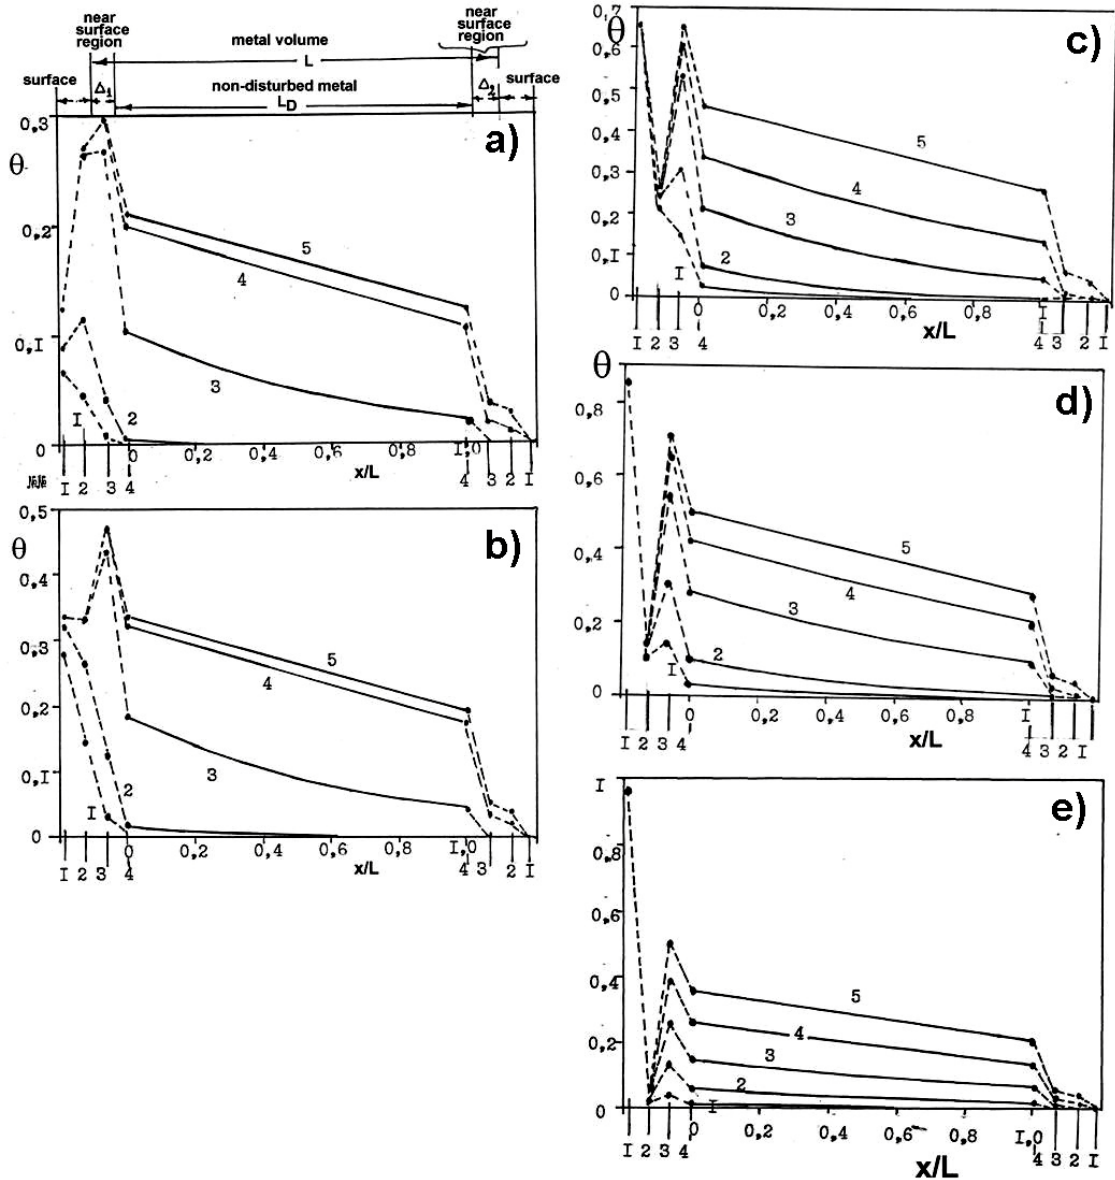 near
surface
region
metal volume
L
near
surface
region
surface
Δ₁
non-disturbed metal
L_D
Δ₂
surface
a)
θ
0,3
0,2
0,I
0
5
4
3
2
I
0 0,2 0,4 0,6 0,8 I,0
x/L
№№ I 2 3 4 4 3 2 I
b)
θ
0,5
0,4
0,3
0,2
0,I
0
5
4
3
2
I
0 0,2 0,4 0,6 0,8 I,0
x/L
I 2 3 4 4 3 2 I
c)
θ
0,7
0,6
0,5
0,4
0,3
0,2
0,I
0
5
4
3
2
I
0 0,2 0,4 0,6 0,8 I
x/L
I 2 3 4 4 3 2 I
d)
θ
0,8
0,6
0,4
0,2
0
5
4
3
2
I
0 0,2 0,4 0,6 0,8 I
x/L
I 2 3 4 4 3 2 I
e)
I
0,8
0,6
0,4
0,2
0
5
4
3
2
I
0 0,2 0,4 0,6 0,8 I,0
x/L
I 2 3 4 4 3 2 I